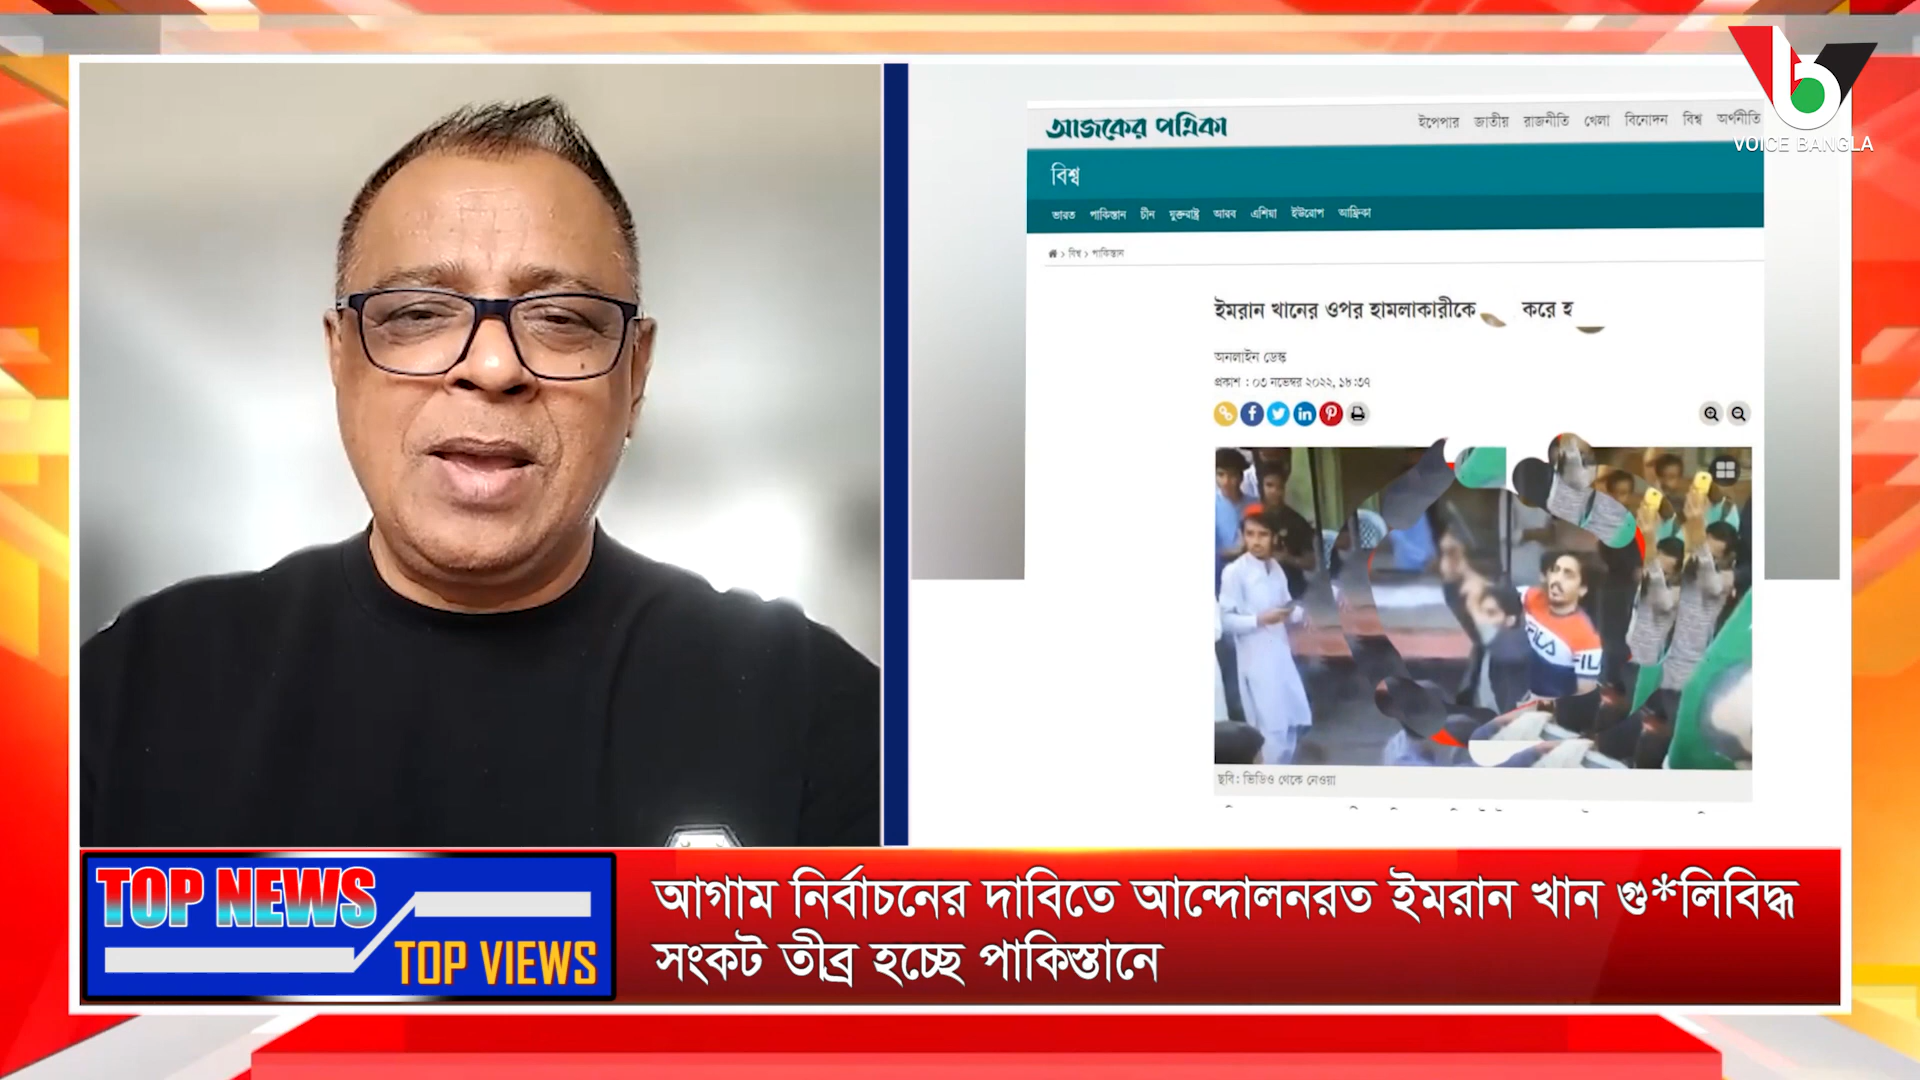 VOICE BANGLA
আজকের পত্রিকা
ইপেপার জাতীয় রাজনীতি খেলা বিনোদন বিশ্ব অর্থনীতি
বিশ্ব
ভারত পাকিস্তান চীন যুক্তরাষ্ট্র আরব এশিয়া ইউরোপ আফ্রিকা
› বিশ্ব › পাকিস্তান
ইমরান খানের ওপর হামলাকারীকে করে হ
অনলাইন ডেস্ক
প্রকাশ : ০৩ নভেম্বর ২০২২, ১৮:৩৭
FILA
FIL
ছবি: ভিডিও থেকে নেওয়া
TOP NEWS
TOP VIEWS
আগাম নির্বাচনের দাবিতে আন্দোলনরত ইমরান খান গু*লিবিদ্ধ
সংকট তীব্র হচ্ছে পাকিস্তানে